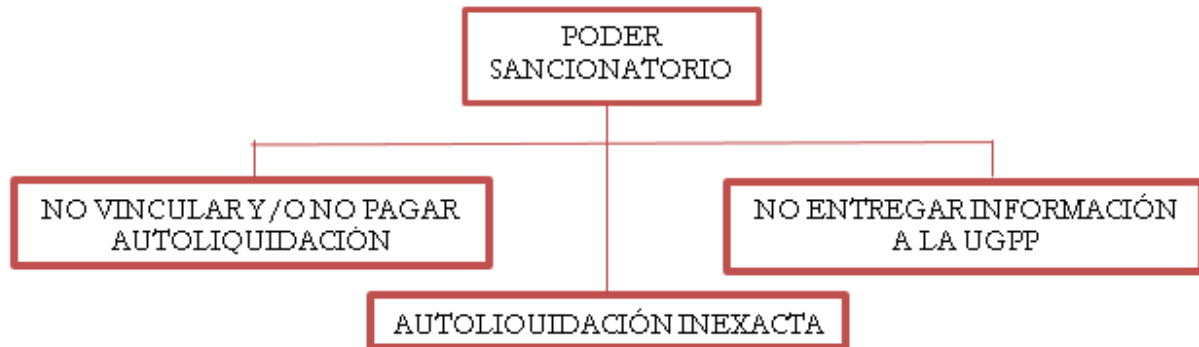 PODER
SANCIONATORIO
NO VINCULAR Y/O NO PAGAR
AUTOLIQUIDACIÓN
NO ENTREGAR INFORMACIÓN
A LA UGPP
AUTOLIQUIDACIÓN INEXACTA